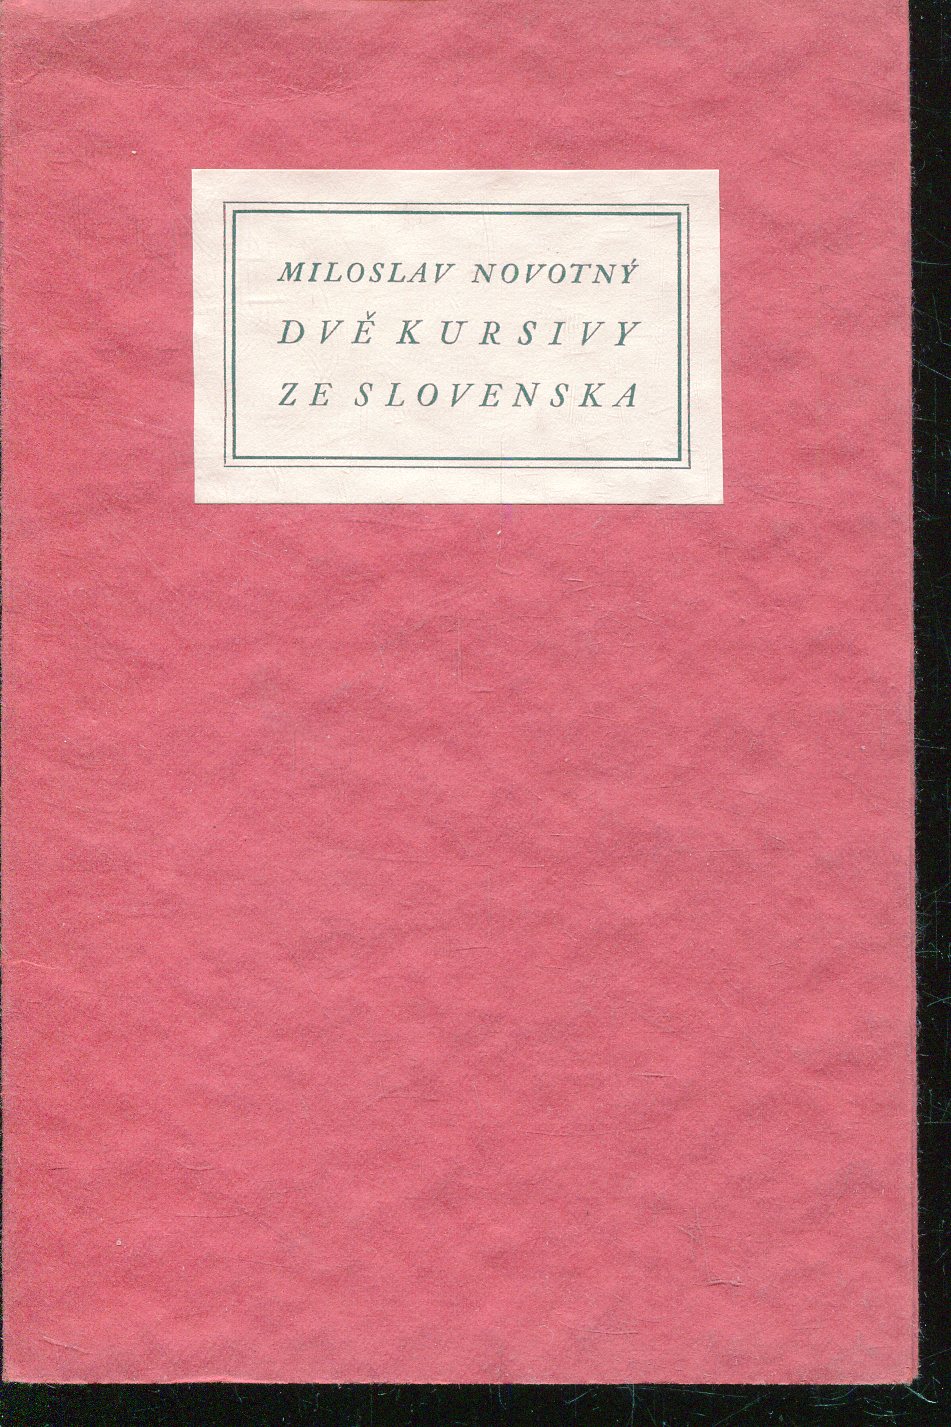 MILOSLAV NOVOTNÝ
DVĚ KURSIVY
ZE SLOVENSKA